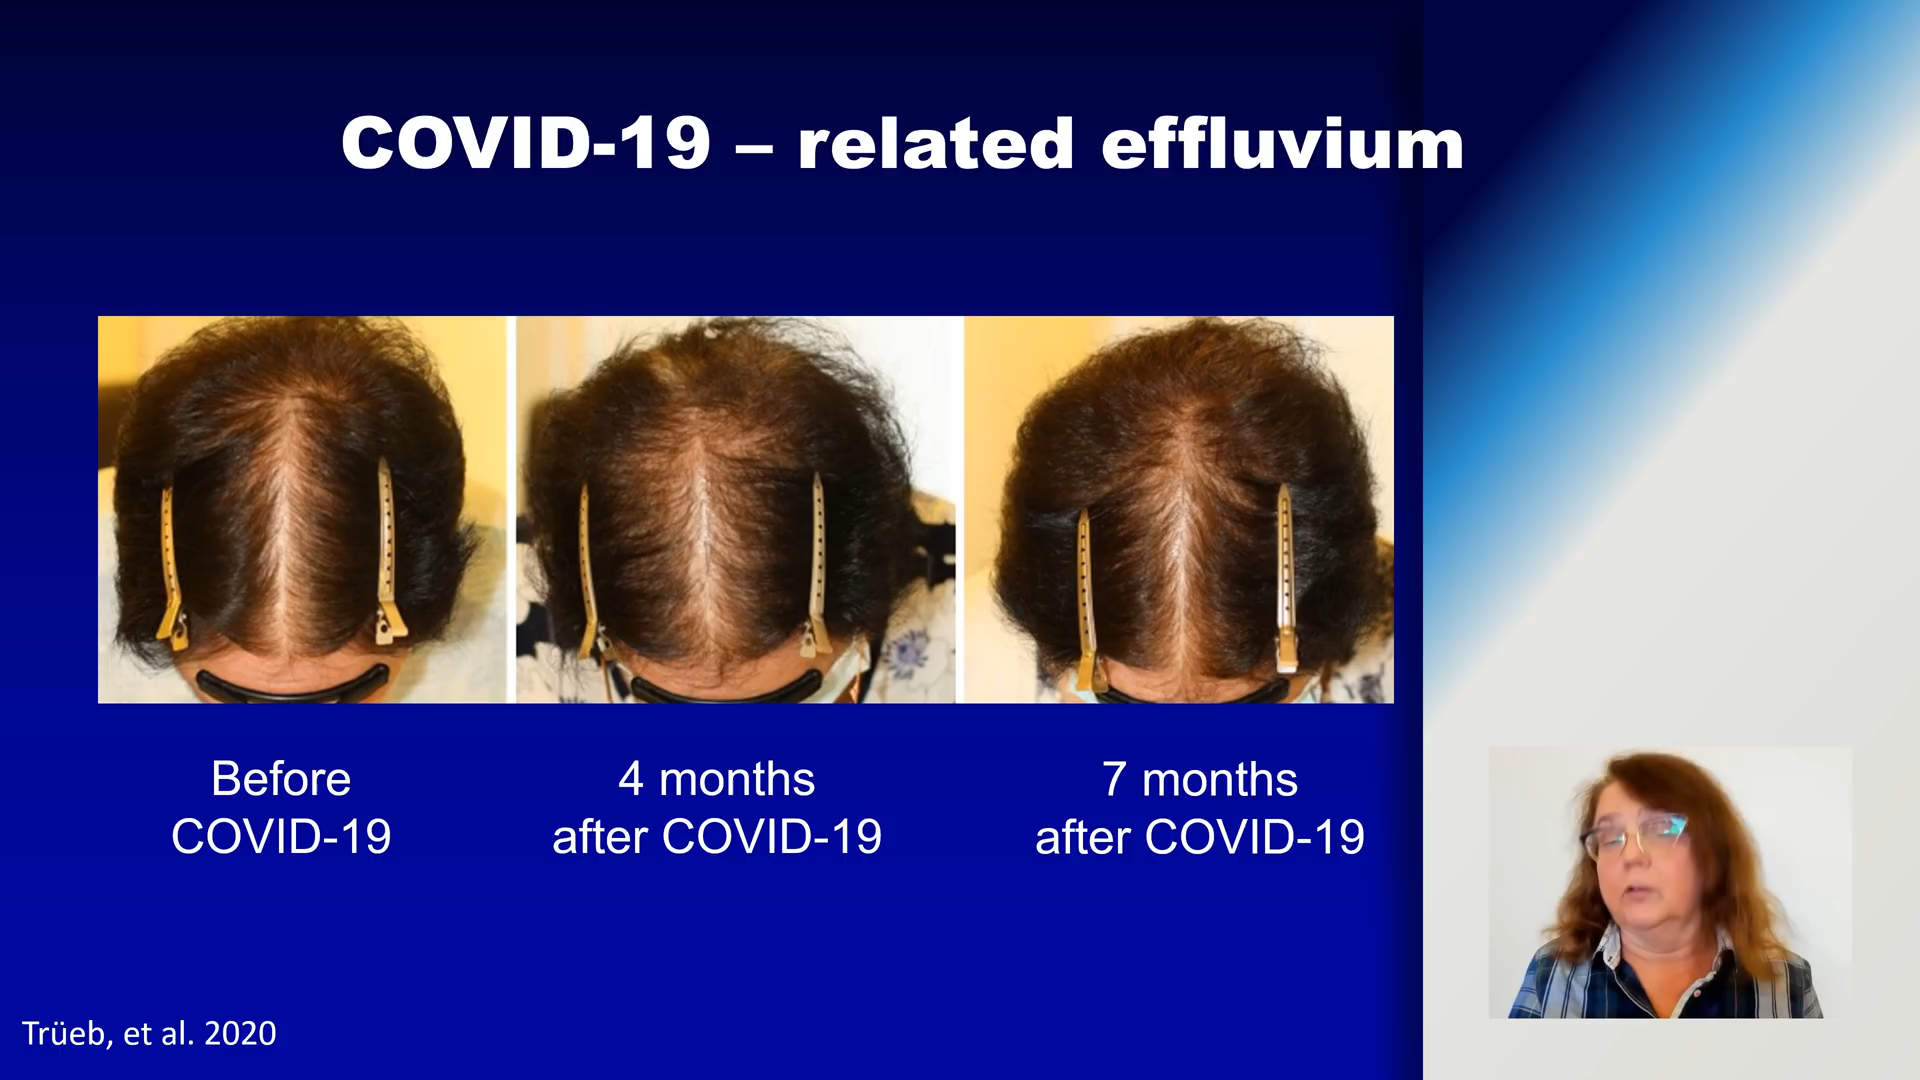 COVID-19 – related effluvium
Before
COVID-19
4 months
after COVID-19
7 months
after COVID-19
Trüeb, et al. 2020